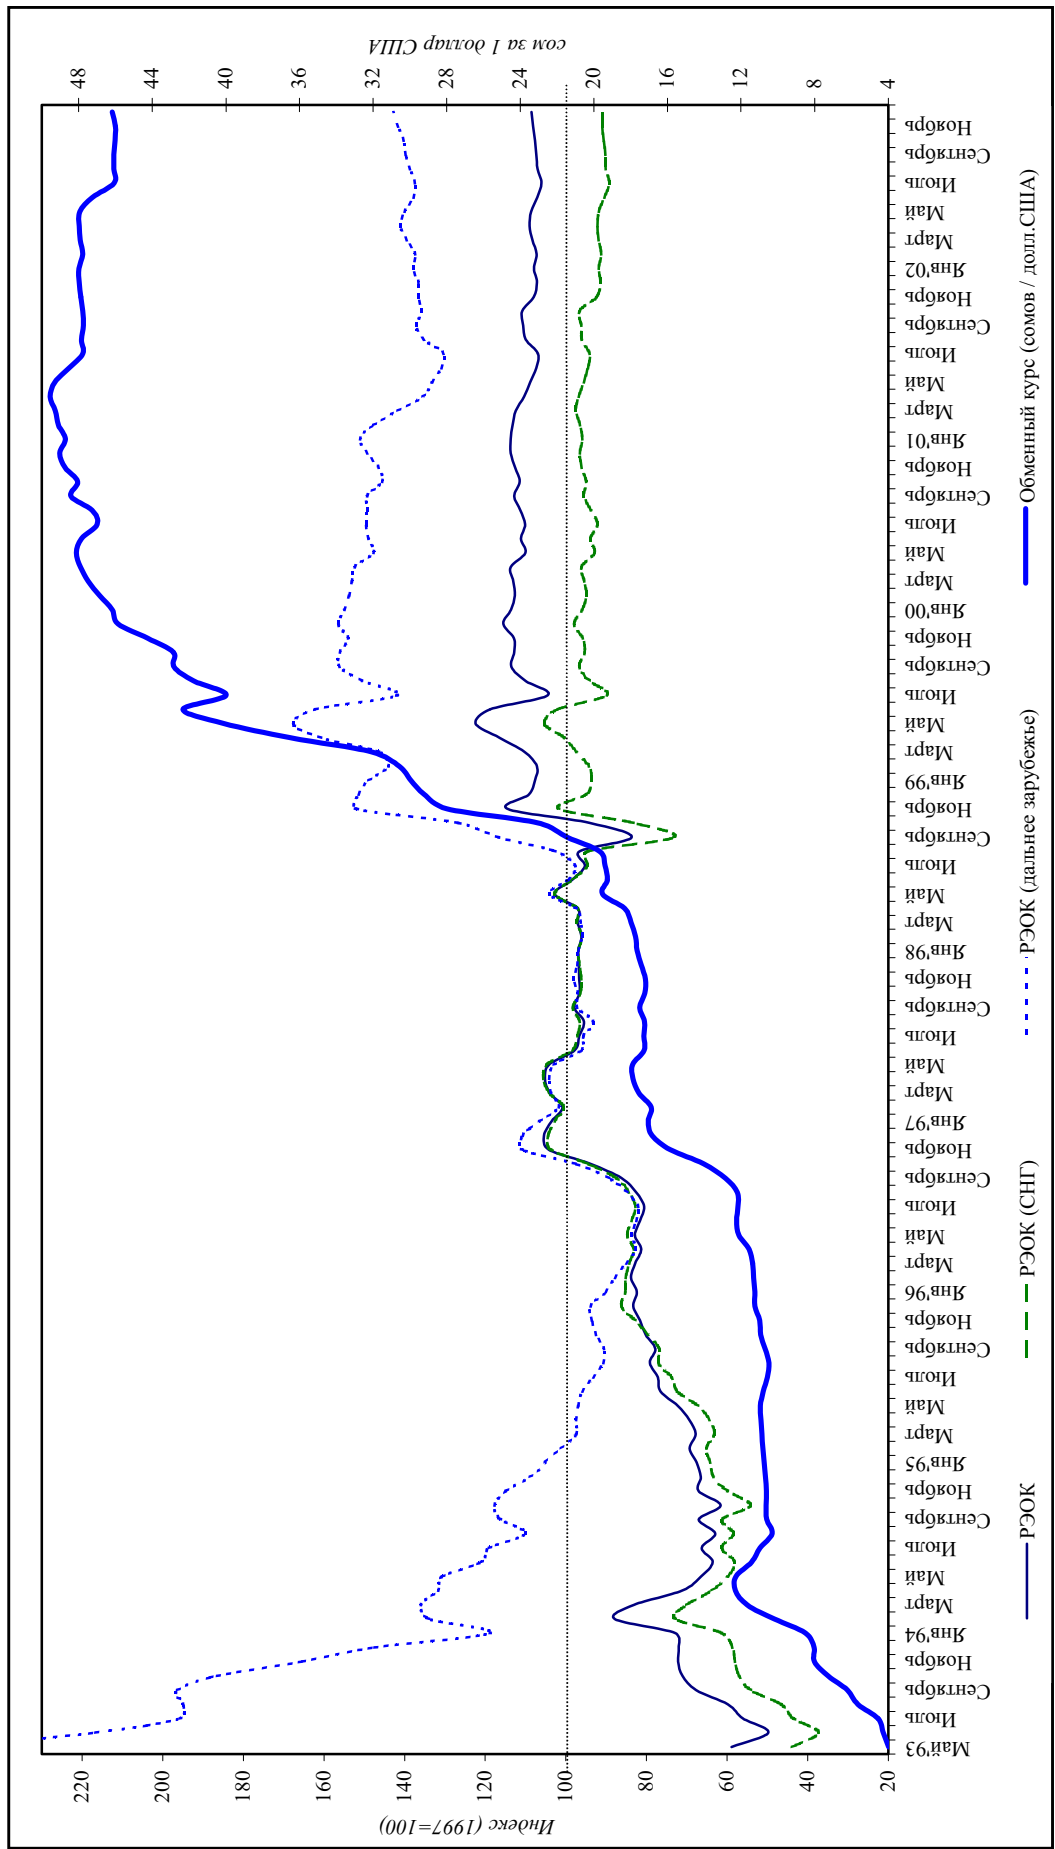 Индекс (1997=100)
220
200
180
160
140
120
100
80
60
40
20
сом за 1 доллар США
48
44
40
36
32
28
24
20
16
12
8
4
Май'93
Июль
Сентябрь
Ноябрь
Янв'94
Март
Май
Июль
Сентябрь
Ноябрь
Янв'95
Март
Май
Июль
Сентябрь
Ноябрь
Янв'96
Март
Май
Июль
Сентябрь
Ноябрь
Янв'97
Март
Май
Июль
Сентябрь
Ноябрь
Янв'98
Март
Май
Июль
Сентябрь
Ноябрь
Янв'99
Март
Май
Июль
Сентябрь
Ноябрь
Янв'00
Март
Май
Июль
Сентябрь
Ноябрь
Янв'01
Март
Май
Июль
Сентябрь
Ноябрь
Янв'02
Март
Май
Июль
Сентябрь
Ноябрь
РЭОК
РЭОК (СНГ)
РЭОК (дальнее зарубежье)
Обменный курс (сомов / долл.США)